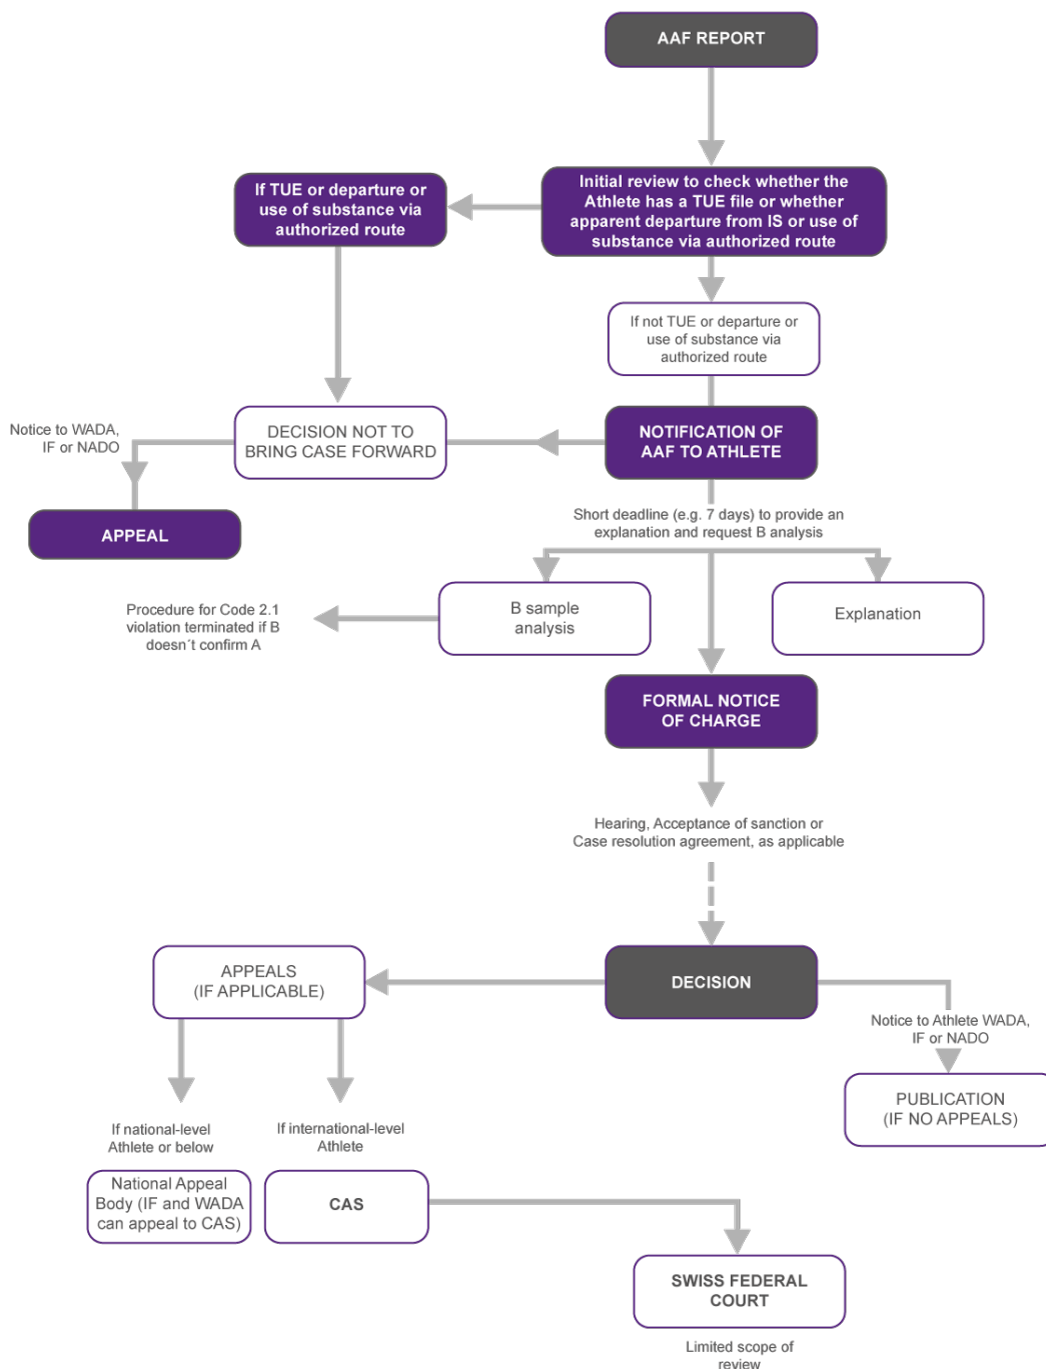 AAF REPORT
Initial review to check whether the
Athlete has a TUE file or whether
apparent departure from IS or use of
substance via authorized route
If TUE or departure or
use of substance via
authorized route
If not TUE or departure or
use of substance via
authorized route
Notice to WADA,
IF or NADO
DECISION NOT TO
BRING CASE FORWARD
NOTIFICATION OF
AAF TO ATHLETE
APPEAL
Short deadline (e.g. 7 days) to provide an
explanation and request B analysis
Procedure for Code 2.1
violation terminated if B
doesn´t confirm A
B sample
analysis
Explanation
FORMAL NOTICE
OF CHARGE
Hearing, Acceptance of sanction or
Case resolution agreement, as applicable
APPEALS
(IF APPLICABLE)
DECISION
Notice to Athlete WADA,
IF or NADO
PUBLICATION
(IF NO APPEALS)
If national-level
Athlete or below
If international-level
Athlete
National Appeal
Body (IF and WADA
can appeal to CAS)
CAS
SWISS FEDERAL
COURT
Limited scope of
review